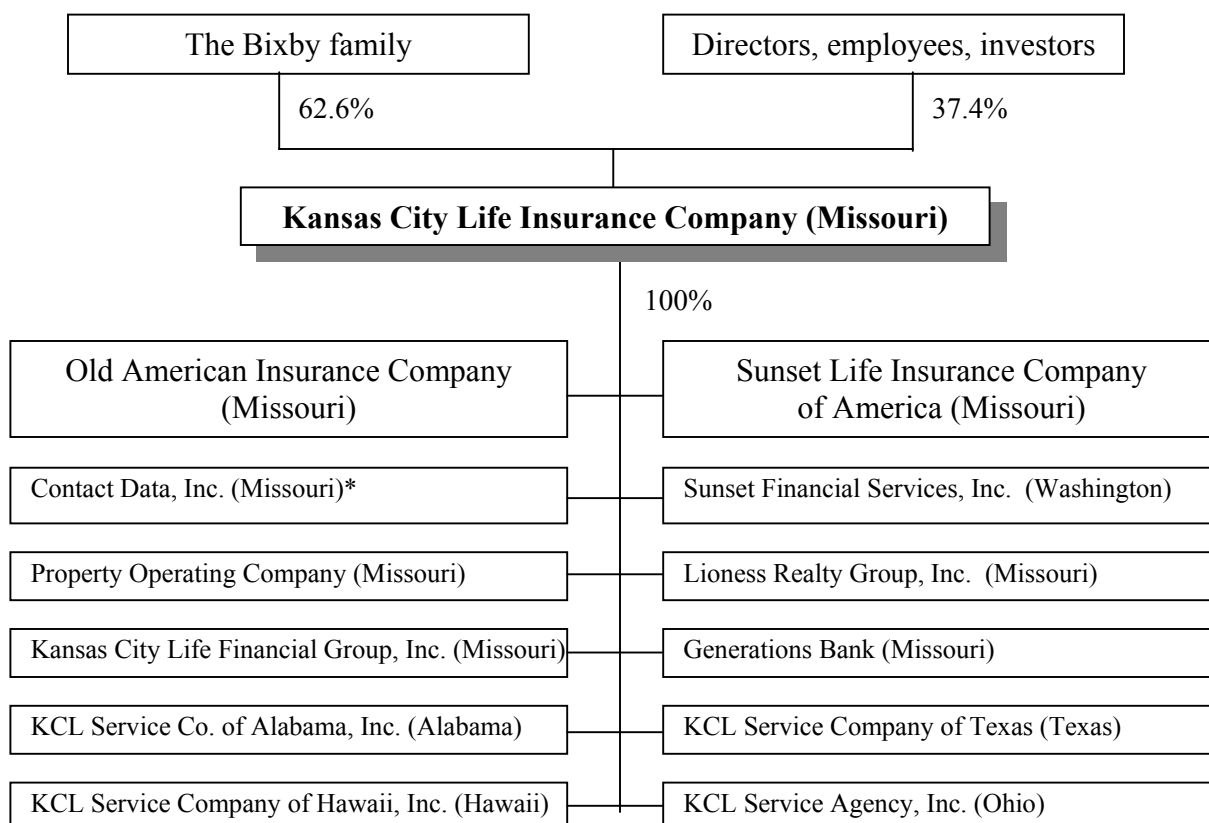 The Bixby family
Directors, employees, investors
62.6%
37.4%
Kansas City Life Insurance Company (Missouri)
100%
Old American Insurance Company
(Missouri)
Sunset Life Insurance Company
of America (Missouri)
Contact Data, Inc. (Missouri)*
Sunset Financial Services, Inc. (Washington)
Property Operating Company (Missouri)
Lioness Realty Group, Inc. (Missouri)
Kansas City Life Financial Group, Inc. (Missouri)
Generations Bank (Missouri)
KCL Service Co. of Alabama, Inc. (Alabama)
KCL Service Company of Texas (Texas)
KCL Service Company of Hawaii, Inc. (Hawaii)
KCL Service Agency, Inc. (Ohio)